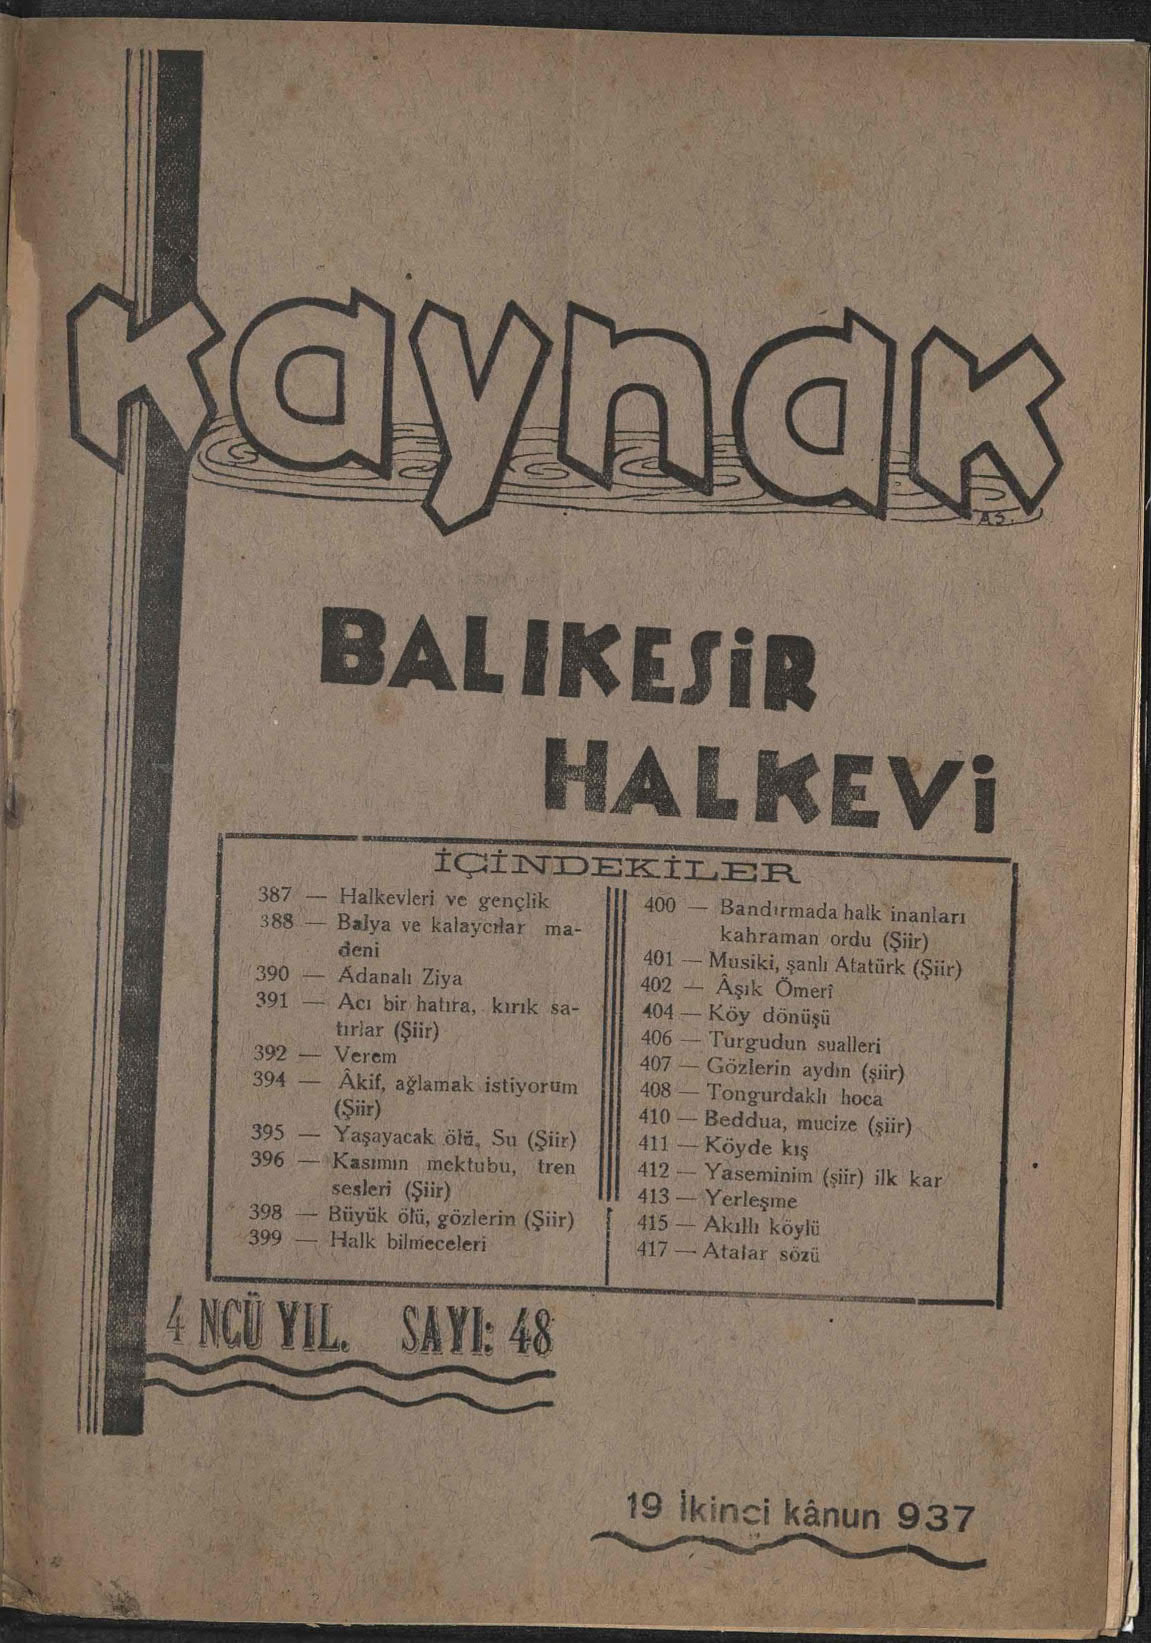 Kaynak
AS.
BALIKESİR
HALKEVİ
İÇİNDEKİLER
387 — Halkevleri ve gençlik
388 — Balya ve kalaycılar ma-
deni
390 — Adanalı Ziya
391 — Acı bir hatıra, kırık sa-
tırlar (Şiir)
392 — Verem
394 — Âkif, ağlamak istiyorum
(Şiir)
395 — Yaşayacak ölü, Su (Şiir)
396 — Kasımın mektubu, tren
sesleri (Şiir)
398 — Büyük ölü, gözlerin (Şiir)
399 — Halk bilmeceleri
400 — Bandırmada halk inanları
kahraman ordu (Şiir)
401 — Musiki, şanlı Atatürk (Şiir)
402 — Âşık Ömerî
404 — Köy dönüşü
406 — Turgudun sualleri
407 — Gözlerin aydın (şiir)
408 — Tongurdaklı hoca
410 — Beddua, mucize (şiir)
411 — Köyde kış
412 — Yaseminim (şiir) ilk kar
413 — Yerleşme
415 — Akıllı köylü
417 — Atalar sözü
4 NCÜ YIL. SAYI: 48
19 İkinci kânun 937